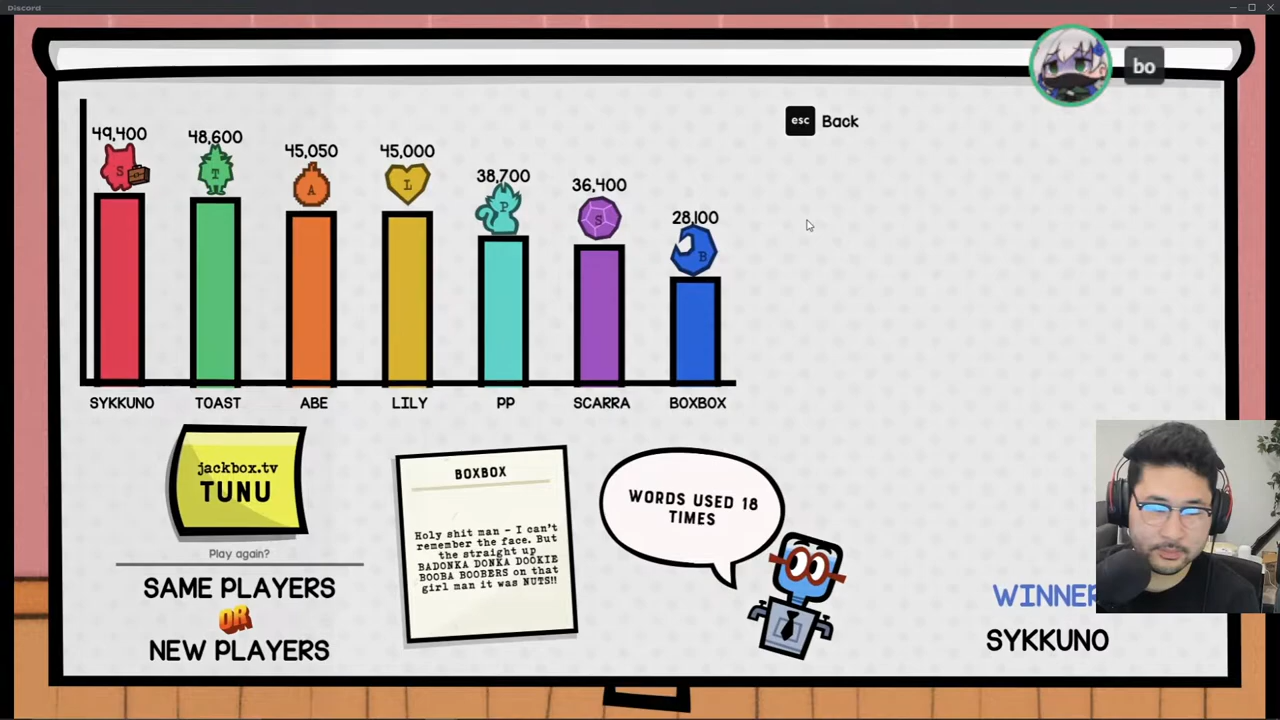 Discord
bo
esc Back
49,400
48,600
45,050
45,000
38,700
36,400
28,100
S
T
A
L
P
S
B
SYKKUNO
TOAST
ABE
LILY
PP
SCARRA
BOXBOX
jackbox.tv
TUNU
Play again?
SAME PLAYERS
OR
NEW PLAYERS
BOXBOX
Holy shit man - I can't
remember the face. But
the straight up
BADONKA DONKA DOOKIE
BOOBA BOOBERS on that
girl man it was NUTS!!
WORDS USED 18
TIMES
WINNER
SYKKUNO